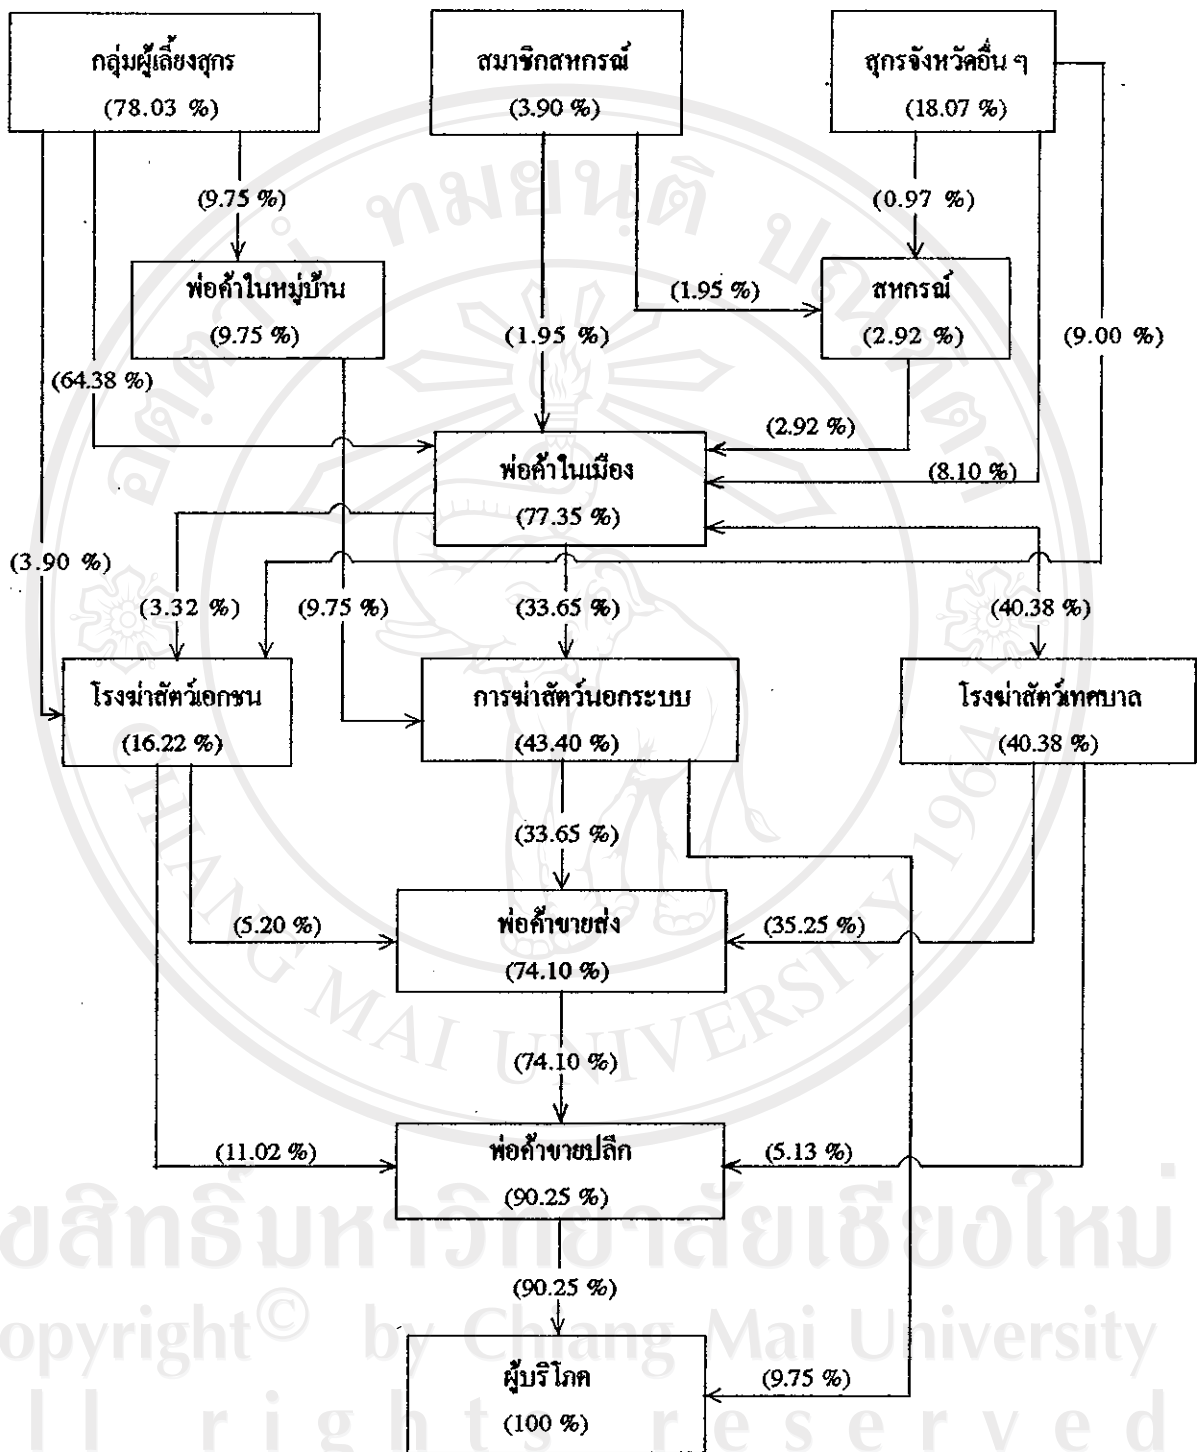 กลุ่มผู้เลี้ยงสุกร
(78.03 %)
สมาชิกสหกรณ์
(3.90 %)
สุกรจังหวัดอื่น ๆ
(18.07 %)
(9.75 %)
(0.97 %)
พ่อค้าในหมู่บ้าน
(9.75 %)
(1.95 %)
สหกรณ์
(2.92 %)
(1.95 %)
(9.00 %)
(64.38 %)
(2.92 %)
พ่อค้าในเมือง
(77.35 %)
(8.10 %)
(3.90 %)
(3.32 %)
(9.75 %)
(33.65 %)
(40.38 %)
โรงฆ่าสัตว์เอกชน
(16.22 %)
การฆ่าสัตว์นอกระบบ
(43.40 %)
โรงฆ่าสัตว์เทศบาล
(40.38 %)
(33.65 %)
(5.20 %)
พ่อค้าขายส่ง
(74.10 %)
(35.25 %)
(74.10 %)
(11.02 %)
พ่อค้าขายปลีก
(90.25 %)
(5.13 %)
(90.25 %)
ผู้บริโภค
(100 %)
(9.75 %)
CHIANG MAI UNIVERSITY 1964
ขสิทธิ์มหาวิทยาลัยเชียงใหม่
opyright© by Chiang Mai University
ll rights reserved